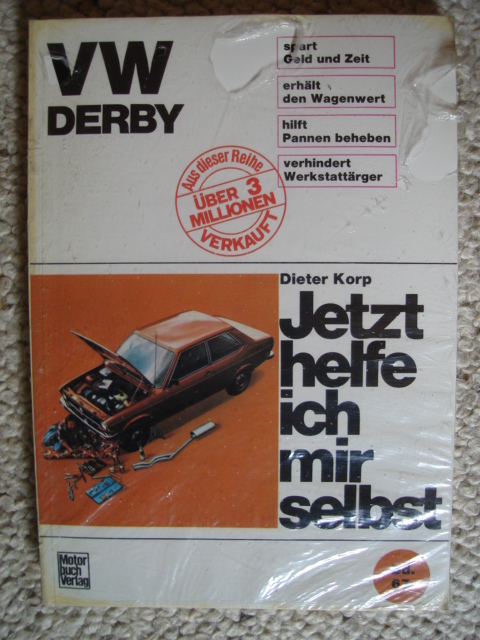 VW
DERBY
spart
Geld und Zeit
erhält
den Wagenwert
hilft
Pannen beheben
verhindert
Werkstattärger
Aus dieser Reihe
ÜBER 3
MILLIONEN
VERKAUFT
Dieter Korp
Jetzt
helfe
ich
mir
selbst
Motor
buch
Verlag